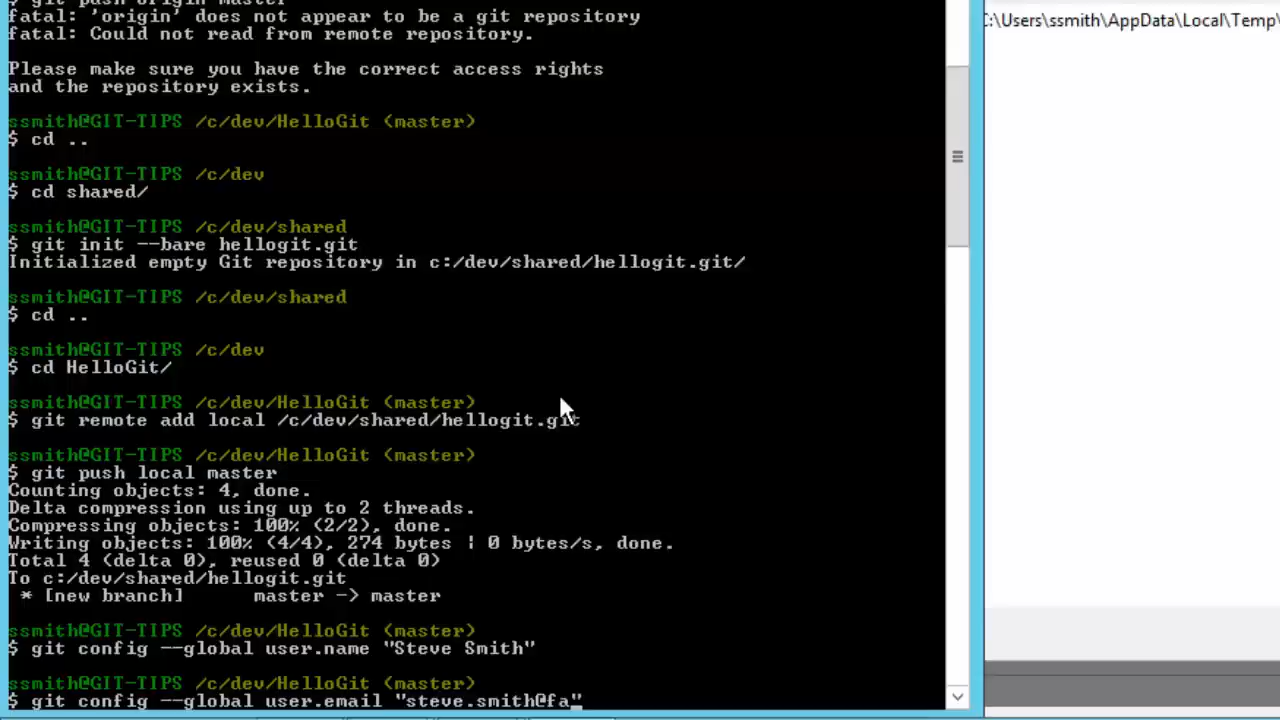 $ git push origin master
fatal: 'origin' does not appear to be a git repository
fatal: Could not read from remote repository.
Please make sure you have the correct access rights
and the repository exists.
ssmith@GIT-TIPS /c/dev/HelloGit (master)
$ cd ..
ssmith@GIT-TIPS /c/dev
$ cd shared/
ssmith@GIT-TIPS /c/dev/shared
$ git init --bare hellogit.git
Initialized empty Git repository in c:/dev/shared/hellogit.git/
ssmith@GIT-TIPS /c/dev/shared
$ cd ..
ssmith@GIT-TIPS /c/dev
$ cd HelloGit/
ssmith@GIT-TIPS /c/dev/HelloGit (master)
$ git remote add local /c/dev/shared/hellogit.git
ssmith@GIT-TIPS /c/dev/HelloGit (master)
$ git push local master
Counting objects: 4, done.
Delta compression using up to 2 threads.
Compressing objects: 100% (2/2), done.
Writing objects: 100% (4/4), 274 bytes | 0 bytes/s, done.
Total 4 (delta 0), reused 0 (delta 0)
To c:/dev/shared/hellogit.git
* [new branch]      master -> master
ssmith@GIT-TIPS /c/dev/HelloGit (master)
$ git config --global user.name "Steve Smith"
ssmith@GIT-TIPS /c/dev/HelloGit (master)
$ git config --global user.email "steve.smith@fa"
:\Users\ssmith\AppData\Local\Temp\